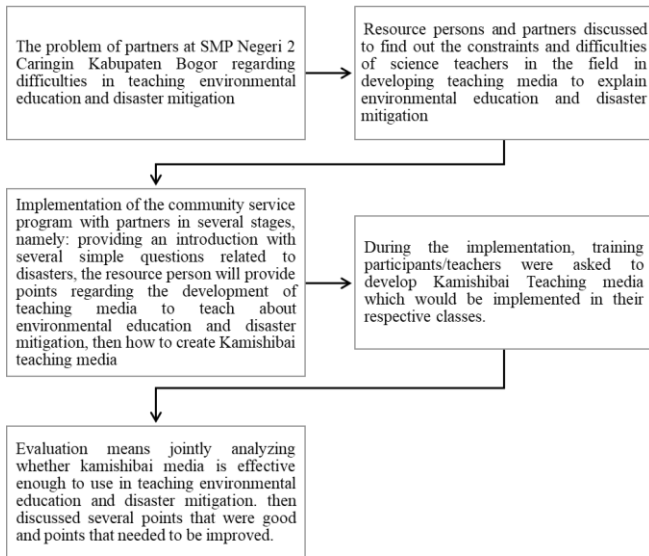 The problem of partners at SMP Negeri 2
Caringin Kabupaten Bogor regarding
difficulties in teaching environmental
education and disaster mitigation
Resource persons and partners discussed
to find out the constraints and difficulties
of science teachers in the field in
developing teaching media to explain
environmental education and disaster
mitigation
Implementation of the community service
program with partners in several stages,
namely: providing an introduction with
several simple questions related to
disasters, the resource person will provide
points regarding the development of
teaching media to teach about
environmental education and disaster
mitigation, then how to create Kamishibai
teaching media
During the implementation, training
participants/teachers were asked to
develop Kamishibai Teaching media
which would be implemented in their
respective classes.
Evaluation means jointly analyzing
whether kamishibai media is effective
enough to use in teaching environmental
education and disaster mitigation. then
discussed several points that were good
and points that needed to be improved.